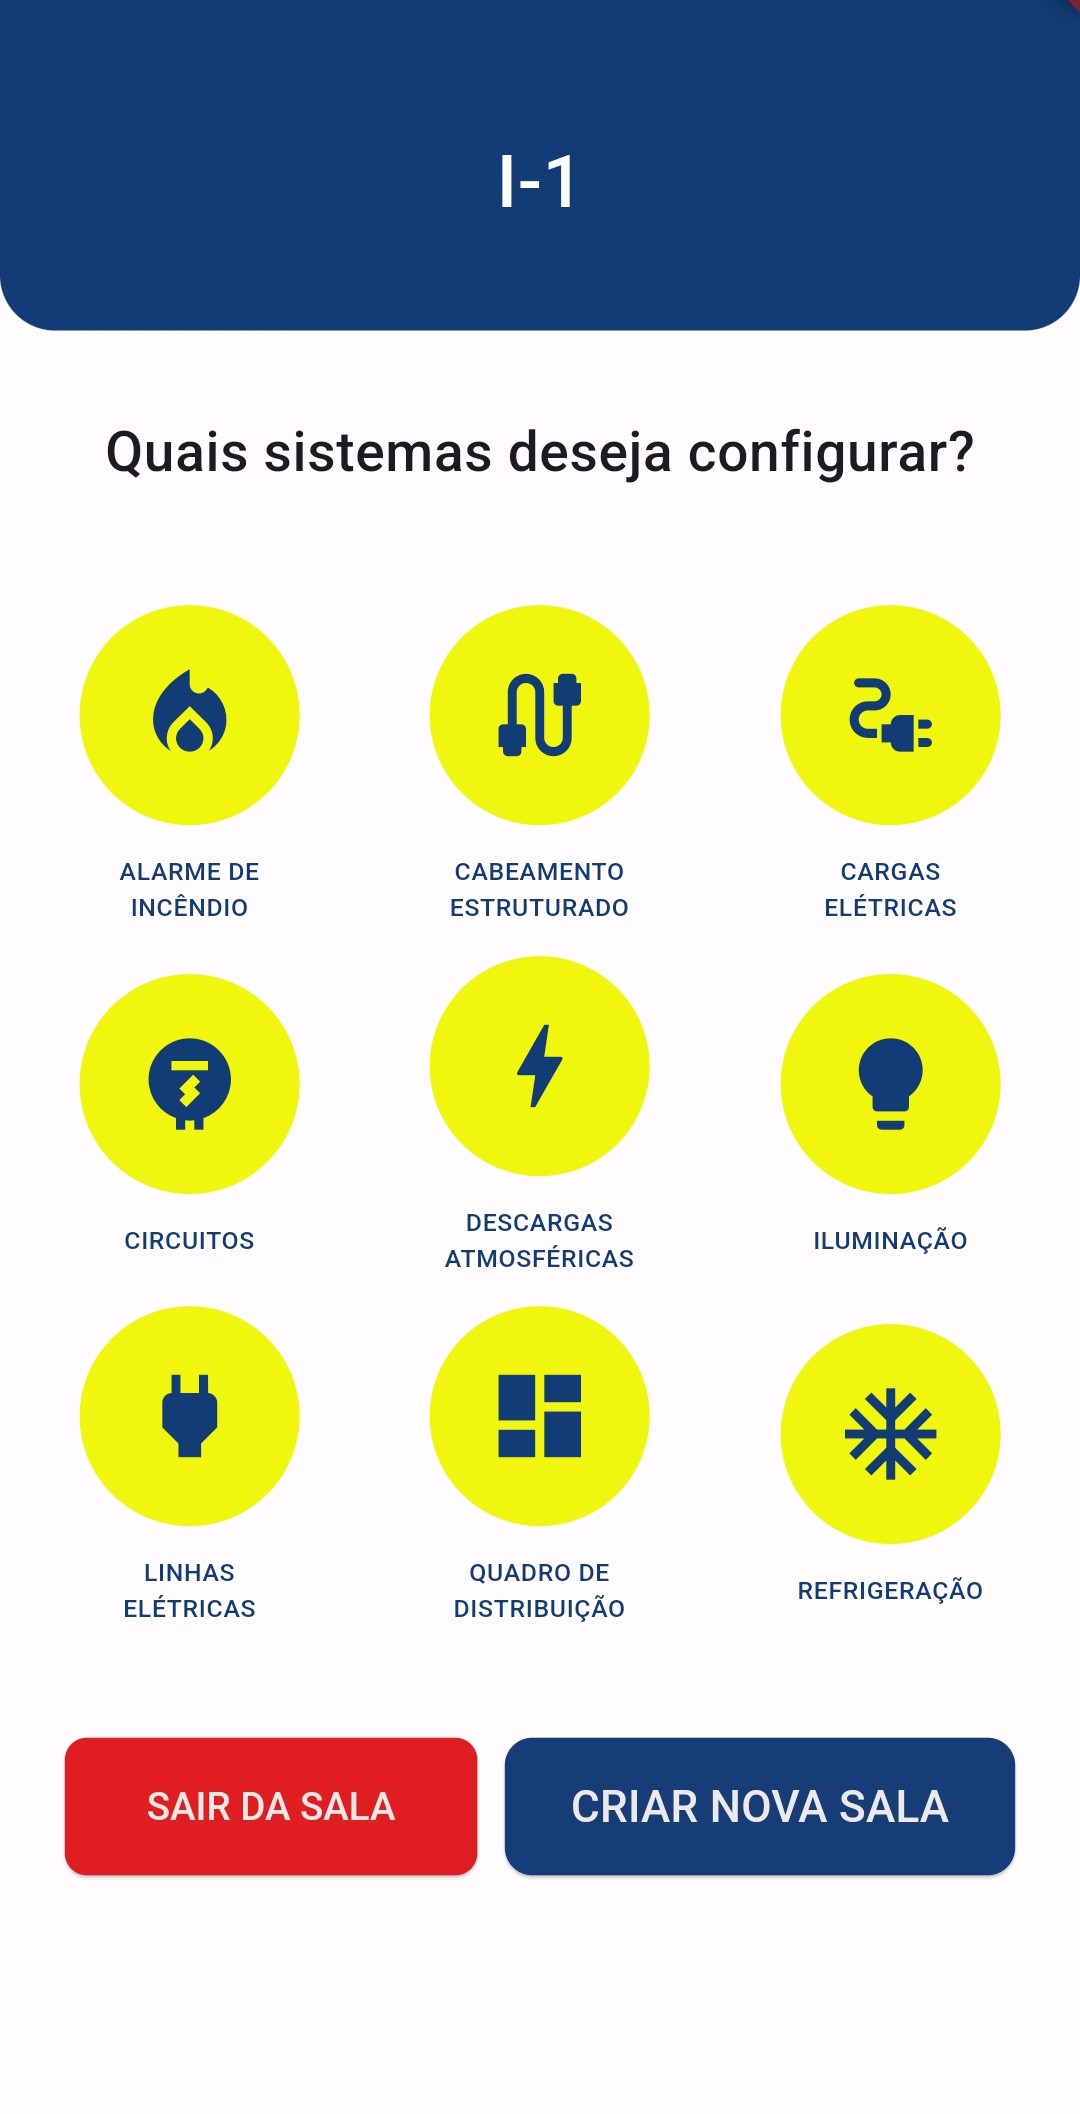 I-1
Quais sistemas deseja configurar?
ALARME DE
INCÊNDIO
CABEAMENTO
ESTRUTURADO
CARGAS
ELÉTRICAS
CIRCUITOS
DESCARGAS
ATMOSFÉRICAS
ILUMINAÇÃO
LINHAS
ELÉTRICAS
QUADRO DE
DISTRIBUIÇÃO
REFRIGERAÇÃO
SAIR DA SALA
CRIAR NOVA SALA